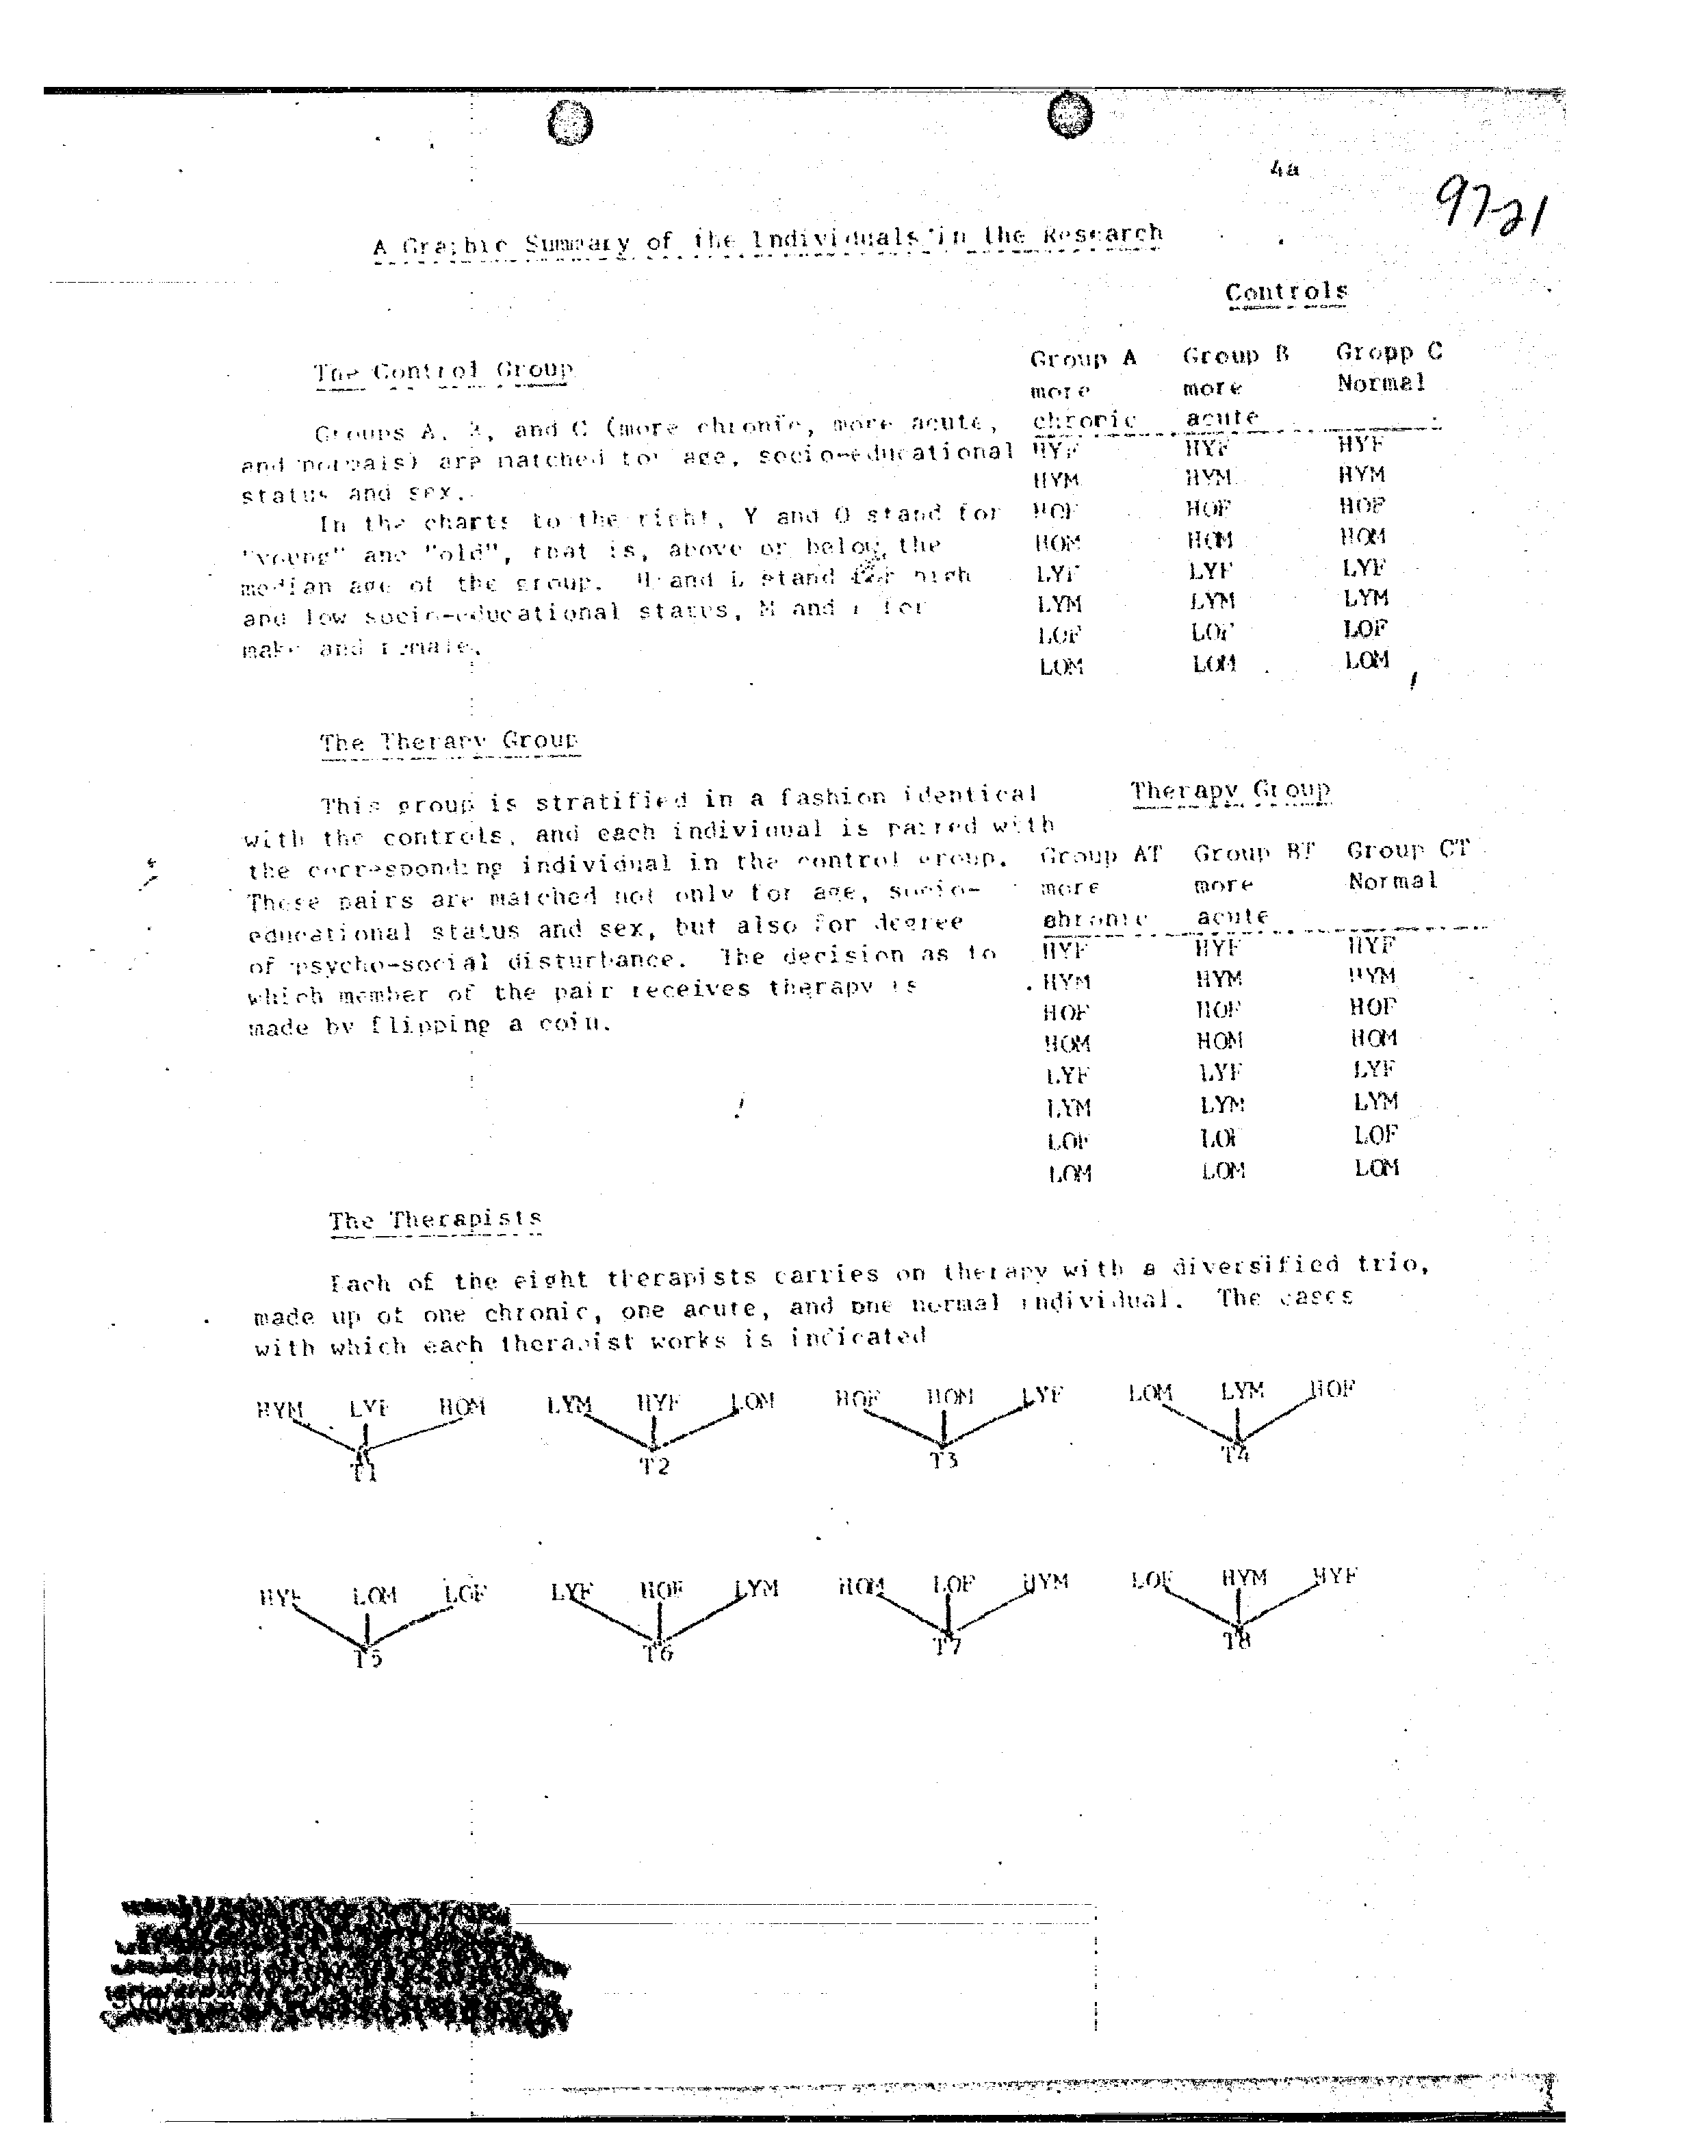 4a
97-21
A Graphic Summary of the Individuals in the Research
Controls
The Control Group
Group A Group B Gropp C
more more Normal
chronic acute
Groups A, B, and C (more chronic, more acute,
and normals) are matched for age, socio-educational
status and sex.
In the charts to the right, Y and O stand for
"young" and "old", that is, above or below the
median age of the group. H and L stand for high
and low socio-educational status, M and F for
make and female.
HYF HYF HYF
HYM HYM HYM
HOF HOF HOF
HOM HOM HOM
LYF LYF LYF
LYM LYM LYM
LOF LOF LOF
LOM LOM LOM
The Therapy Group
This group is stratified in a fashion identical
with the controls, and each individual is paired with
the corresponding individual in the control group.
These pairs are matched not only for age, socio-
educational status and sex, but also for degree
of psycho-social disturbance. The decision as to
which member of the pair receives therapy is
made by flipping a coin.
Therapy Group
Group AT Group BT Group CT
more more Normal
chronic acute
HYF HYF HYF
HYM HYM HYM
HOF HOF HOF
HOM HOM HOM
LYF LYF LYF
LYM LYM LYM
LOF LOF LOF
LOM LOM LOM
The Therapists
Each of the eight therapists carries on therapy with a diversified trio,
made up of one chronic, one acute, and one normal individual. The cases
with which each therapist works is indicated
HYM LYF HOM LYM HYF LOM HOF HOM LYF LOM LYM HOF
T1 T2 T3 T4
HYF LOM LOF LYF HOF LYM HOM LOF HYM LOF HYM HYF
T5 T6 T7 T8